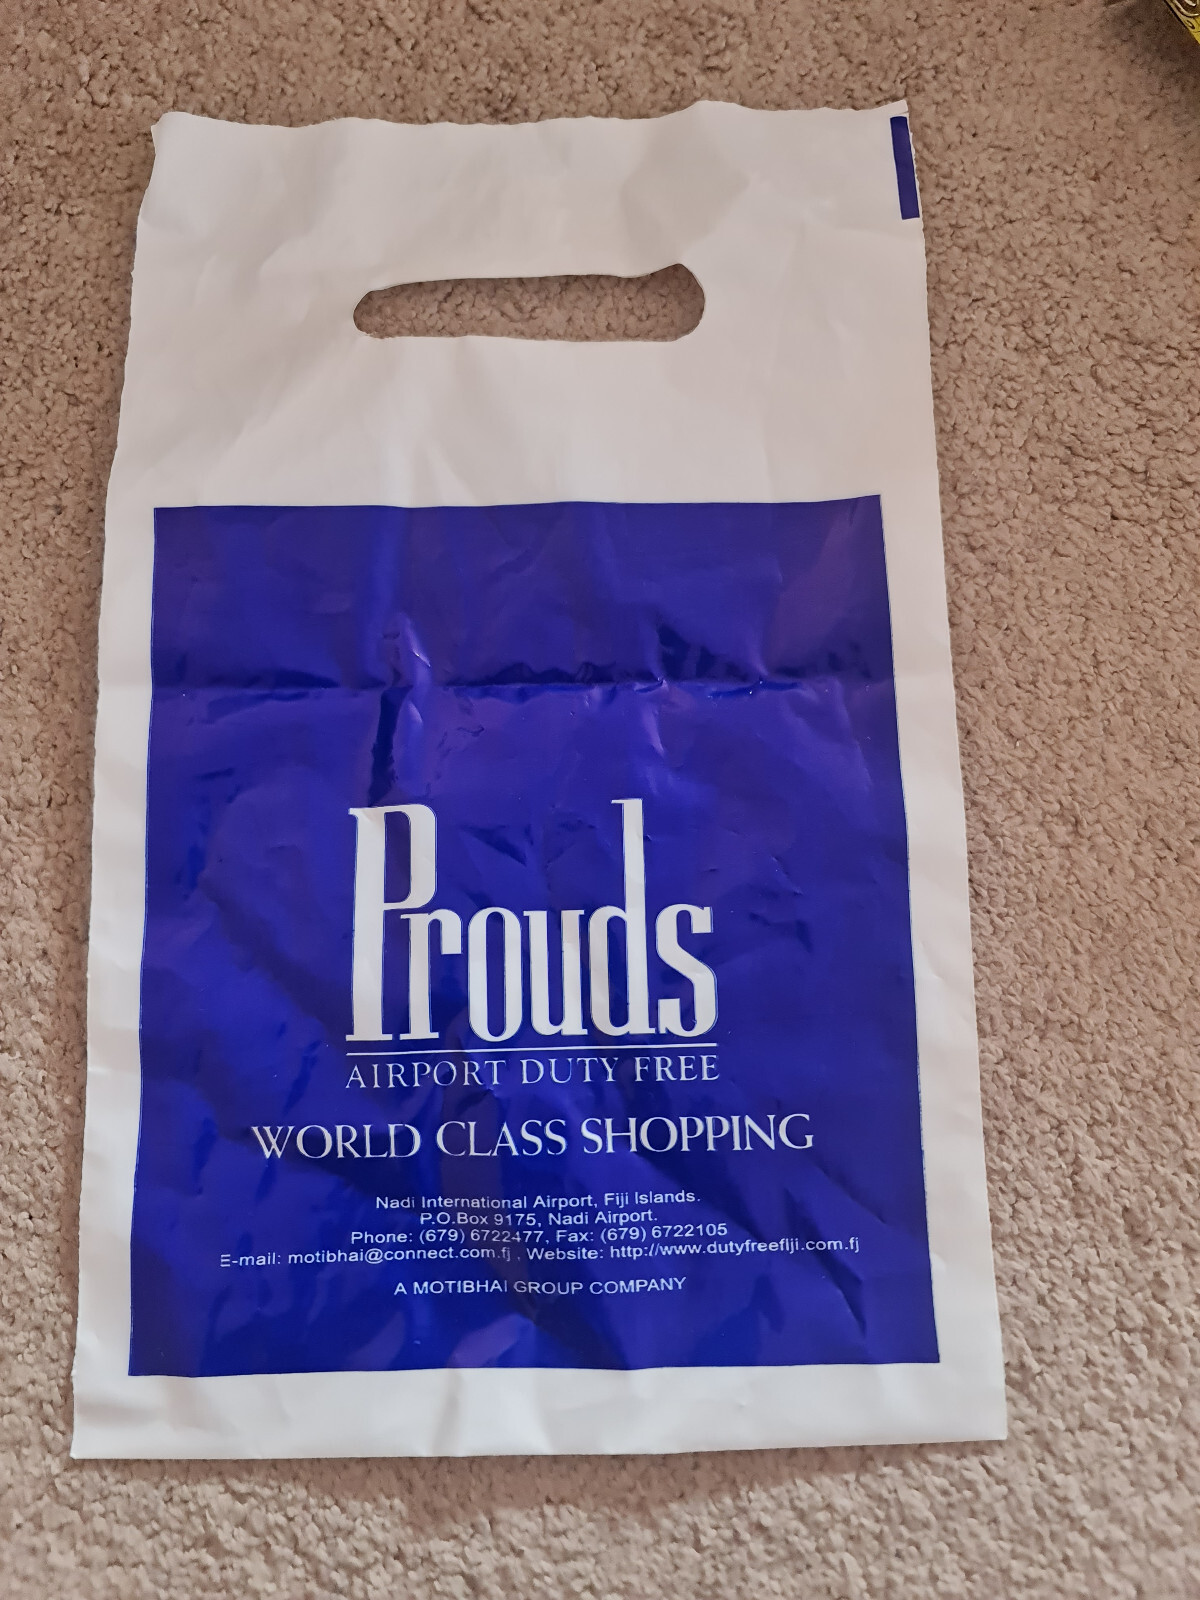 Prouds
AIRPORT DUTY FREE
WORLD CLASS SHOPPING
Nadi International Airport, Fiji Islands.
P.O.Box 9175, Nadi Airport.
Phone: (679) 6722477, Fax: (679) 6722105
E-mail: motibhai@connect.com.fj , Website: http://www.dutyfreefiji.com.fj
A MOTIBHAI GROUP COMPANY